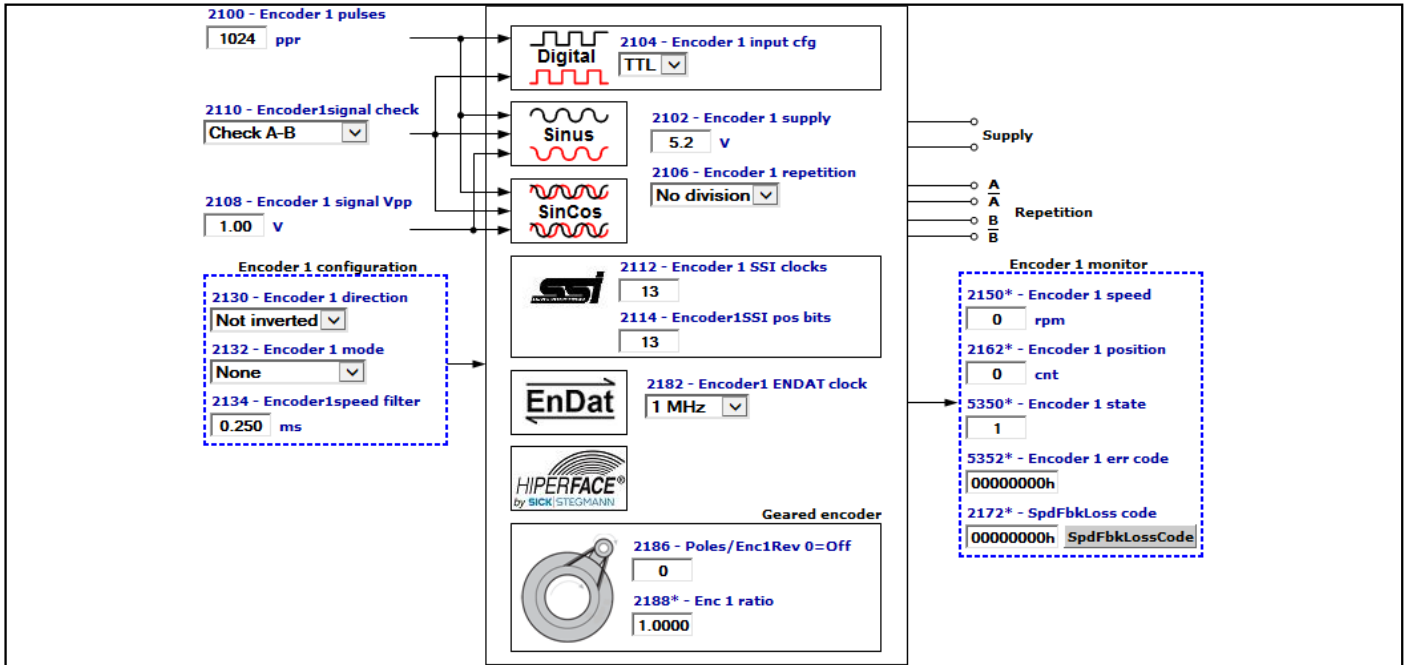 2100 - Encoder 1 pulses
1024 ppr
2110 - Encoder1signal check
Check A-B
2108 - Encoder 1 signal Vpp
1.00 V
Encoder 1 configuration
2130 - Encoder 1 direction
Not inverted
2132 - Encoder 1 mode
None
2134 - Encoder1speed filter
0.250 ms
Digital
2104 - Encoder 1 input cfg
TTL
Sinus
2102 - Encoder 1 supply
5.2 V
2106 - Encoder 1 repetition
No division
SinCos
ssi
2112 - Encoder 1 SSI clocks
13
2114 - Encoder1SSI pos bits
13
EnDat
2182 - Encoder1 ENDAT clock
1 MHz
HIPERFACE®
by SICK STEGMANN
Geared encoder
2186 - Poles/Enc1Rev 0=Off
0
2188* - Enc 1 ratio
1.0000
Supply
A
A
B
B
Repetition
Encoder 1 monitor
2150* - Encoder 1 speed
0 rpm
2162* - Encoder 1 position
0 cnt
5350* - Encoder 1 state
1
5352* - Encoder 1 err code
00000000h
2172* - SpdFbkLoss code
00000000h SpdFbkLossCode